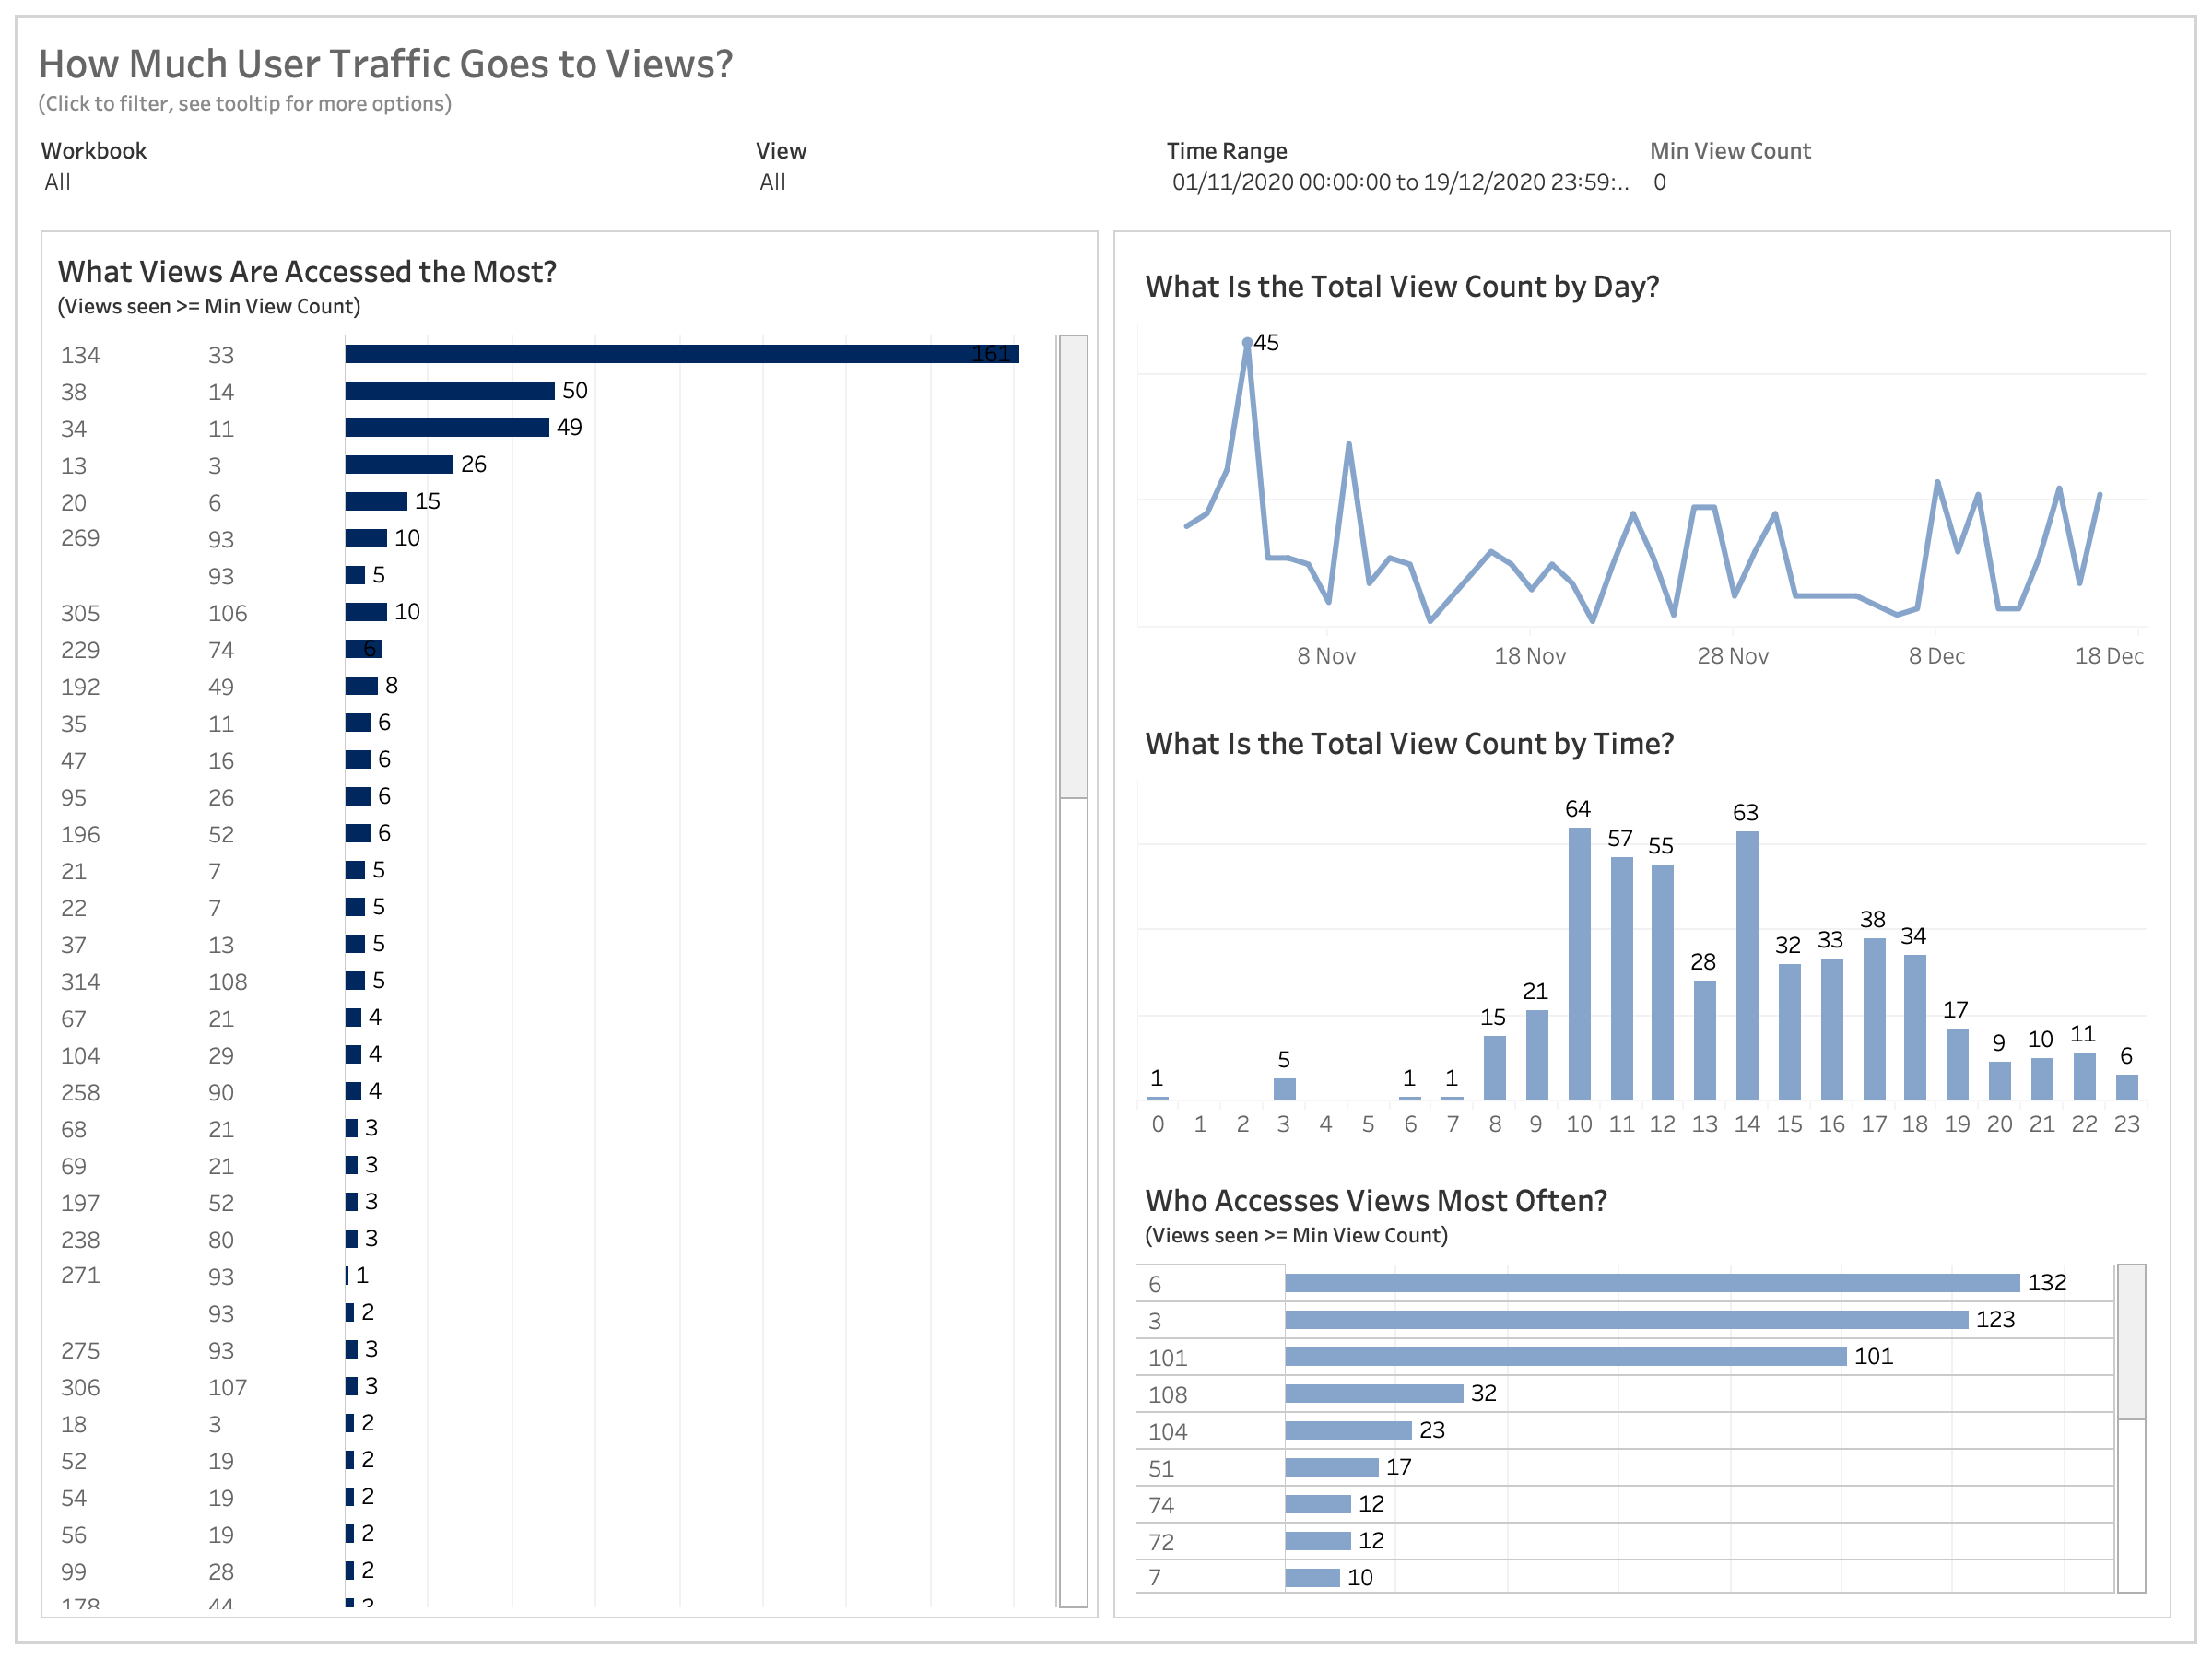 How Much User Traffic Goes to Views?
(Click to filter, see tooltip for more options)
Workbook View Time Range Min View Count
All All 01/11/2020 00:00:00 to 19/12/2020 23:59:.. 0
What Views Are Accessed the Most?
(Views seen >= Min View Count)
134 33 161
38 14 50
34 11 49
13 3 26
20 6 15
269 93 10
93 5
305 106 10
229 74 6
192 49 8
35 11 6
47 16 6
95 26 6
196 52 6
21 7 5
22 7 5
37 13 5
314 108 5
67 21 4
104 29 4
258 90 4
68 21 3
69 21 3
197 52 3
238 80 3
271 93 1
93 2
275 93 3
306 107 3
18 3 2
52 19 2
54 19 2
56 19 2
99 28 2
178 44 2
What Is the Total View Count by Day?
45
8 Nov 18 Nov 28 Nov 8 Dec 18 Dec
What Is the Total View Count by Time?
1 5 1 1 15 21 64 57 55 28 63 32 33 38 34 17 9 10 11 6
0 1 2 3 4 5 6 7 8 9 10 11 12 13 14 15 16 17 18 19 20 21 22 23
Who Accesses Views Most Often?
(Views seen >= Min View Count)
6 132
3 123
101 101
108 32
104 23
51 17
74 12
72 12
7 10